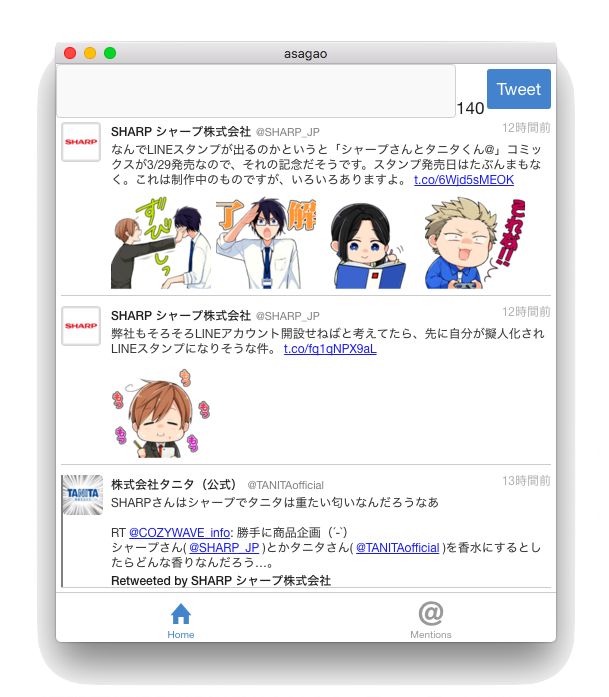 asagao
140
Tweet
SHARP
SHARP シャープ株式会社 @SHARP_JP
12時間前
なんでLINEスタンプが出るのかというと「シャープさんとタニタくん@」コミッ
クスが3/29発売なので、それの記念だそうです。スタンプ発売日はたぶんまもな
く。これは制作中のものですが、いろいろありますよ。 t.co/6Wjd5sMEOK
ずびしっ
了解
それな!!
SHARP
SHARP シャープ株式会社 @SHARP_JP
12時間前
弊社もそろそろLINEアカウント開設せねばと考えてたら、先に自分が擬人化され
LINEスタンプになりそうな件。 t.co/fq1qNPX9aL
もっ
もっ
もっ
もっ
TANITA
株式会社タニタ（公式） @TANITAofficial
13時間前
SHARPさんはシャープでタニタは重たい匂いなんだろうなあ
RT @COZYWAVE_info: 勝手に商品企画（´-`）
シャープさん( @SHARP_JP )とかタニタさん( @TANITAofficial )を香水にするとし
たらどんな香りなんだろう…。
Retweeted by SHARP シャープ株式会社
@
Home
Mentions